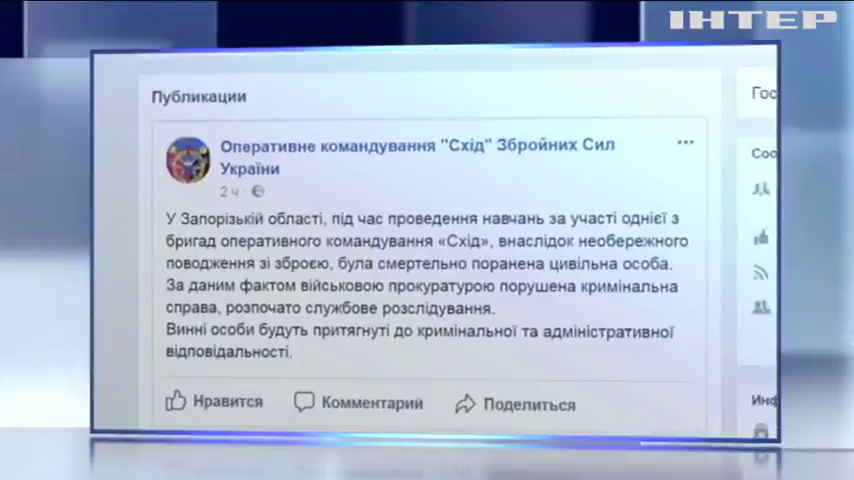 ІНТЕР
Публикации
Гос
Оперативне командування "Схід" Збройних Сил
України
2 ч ·
Соо
У Запорізькій області, під час проведення навчань за участі однієї з
бригад оперативного командування «Схід», внаслідок необережного
поводження зі зброєю, була смертельно поранена цивільна особа.
За даним фактом військовою прокуратурою порушена кримінальна
справа, розпочато службове розслідування.
Винні особи будуть притягнуті до кримінальної та адміністративної
відповідальності.
Нравится Комментарий Поделиться
Инф